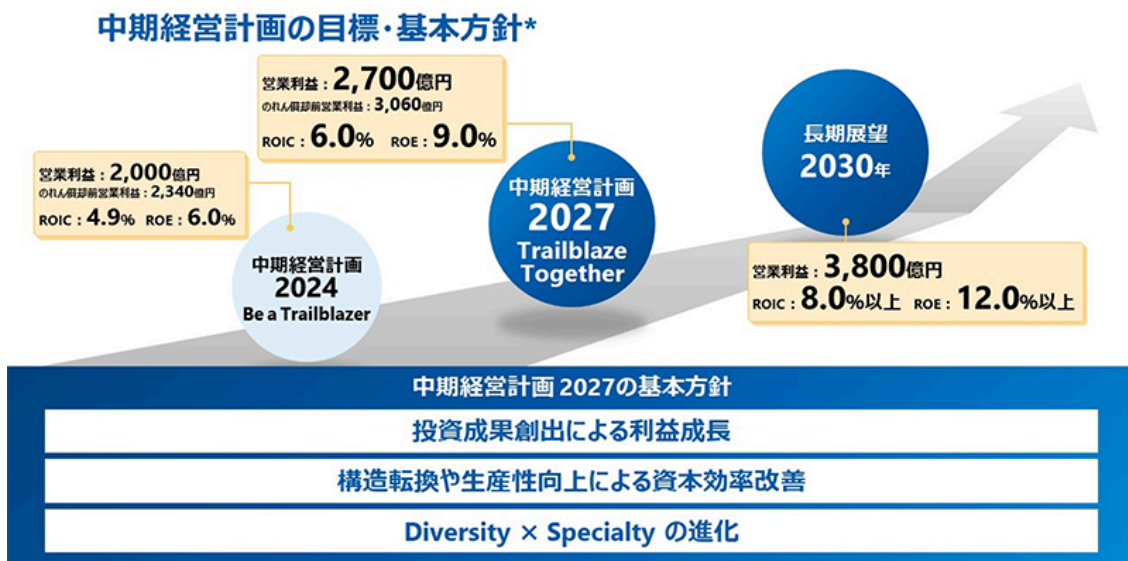 中期経営計画の目標・基本方針*
営業利益：2,700億円
のれん償却前営業利益：3,060億円
ROIC：6.0% ROE：9.0%
営業利益：2,000億円
のれん償却前営業利益：2,340億円
ROIC：4.9% ROE：6.0%
中期経営計画
2024
Be a Trailblazer
中期経営計画
2027
Trailblaze
Together
長期展望
2030年
営業利益：3,800億円
ROIC：8.0%以上 ROE：12.0%以上
中期経営計画 2027の基本方針
投資成果創出による利益成長
構造転換や生産性向上による資本効率改善
Diversity × Specialty の進化